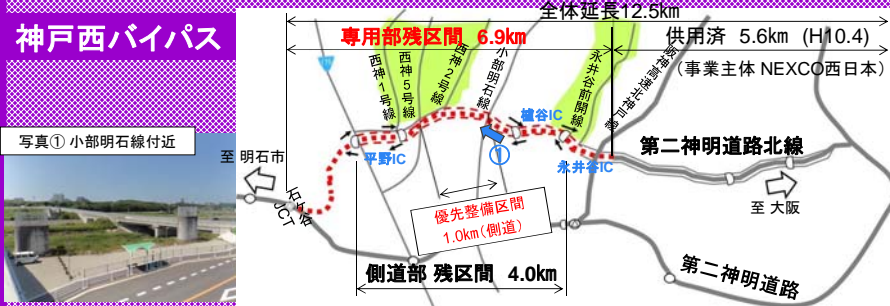 神戸西バイパス
写真① 小部明石線付近
全体延長12.5km
専用部残区間 6.9km
供用済 5.6km (H10.4)
(事業主体 NEXCO西日本)
西神1号線
西神5号線
西神2号線
小部明石線
永井谷前開線
阪神高速北神戸線
櫨谷IC
平野IC
①
永井谷IC
第二神明道路北線
至 明石市
石ヶ谷JCT
至 大阪
優先整備区間
1.0km(側道)
側道部 残区間 4.0km
第二神明道路